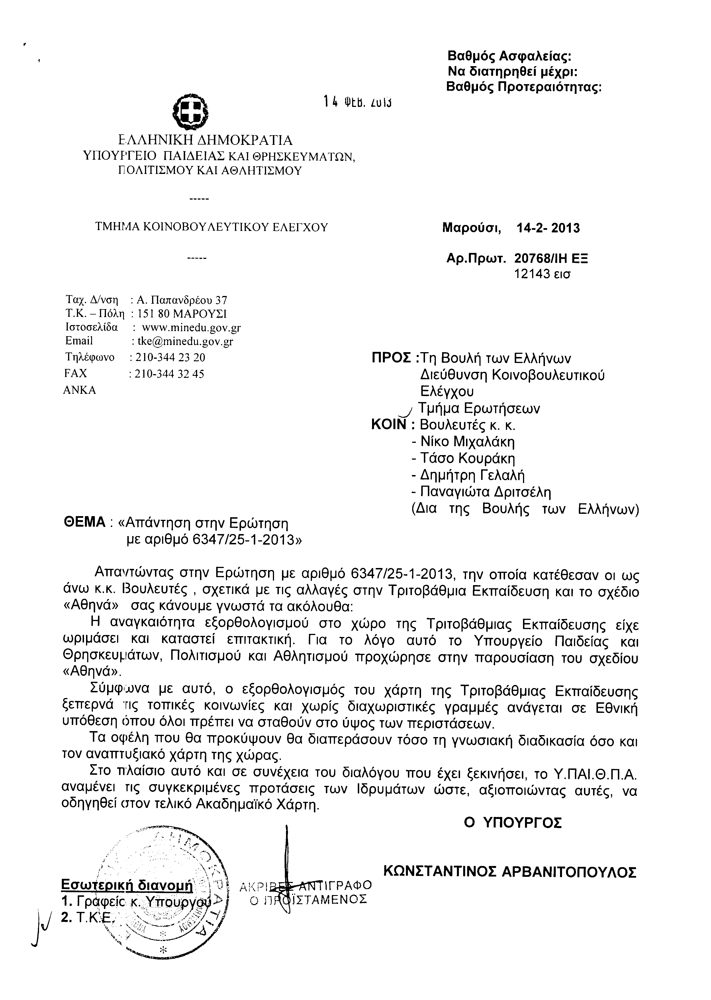 Βαθμός Ασφαλείας:
Να διατηρηθεί μέχρι:
Βαθμός Προτεραιότητας:
14 ΦΕΒ. 2013
ΕΛΛΗΝΙΚΗ ΔΗΜΟΚΡΑΤΙΑ
ΥΠΟΥΡΓΕΙΟ ΠΑΙΔΕΙΑΣ ΚΑΙ ΘΡΗΣΚΕΥΜΑΤΩΝ,
ΠΟΛΙΤΙΣΜΟΥ ΚΑΙ ΑΘΛΗΤΙΣΜΟΥ
-----
ΤΜΗΜΑ ΚΟΙΝΟΒΟΥΛΕΥΤΙΚΟΥ ΕΛΕΓΧΟΥ
-----
Μαρούσι, 14-2- 2013
Αρ.Πρωτ. 20768/ΙΗ ΕΞ
12143 εισ
Ταχ. Δ/νση : Α. Παπανδρέου 37
Τ.Κ. – Πόλη : 151 80 ΜΑΡΟΥΣΙ
Ιστοσελίδα : www.minedu.gov.gr
Email : tke@minedu.gov.gr
Τηλέφωνο : 210-344 23 20
FAX : 210-344 32 45
ΑΝΚΑ
ΠΡΟΣ :Τη Βουλή των Ελλήνων
Διεύθυνση Κοινοβουλευτικού
Ελέγχου
Τμήμα Ερωτήσεων
ΚΟΙΝ : Βουλευτές κ. κ.
- Νίκο Μιχαλάκη
- Τάσο Κουράκη
- Δημήτρη Γελαλή
- Παναγιώτα Δριτσέλη
(Δια της Βουλής των Ελλήνων)
ΘΕΜΑ : «Απάντηση στην Ερώτηση
με αριθμό 6347/25-1-2013»
Απαντώντας στην Ερώτηση με αριθμό 6347/25-1-2013, την οποία κατέθεσαν οι ως
άνω κ.κ. Βουλευτές , σχετικά με τις αλλαγές στην Τριτοβάθμια Εκπαίδευση και το σχέδιο
«Αθηνά» σας κάνουμε γνωστά τα ακόλουθα:
Η αναγκαιότητα εξορθολογισμού στο χώρο της Τριτοβάθμιας Εκπαίδευσης είχε
ωριμάσει και καταστεί επιτακτική. Για το λόγο αυτό το Υπουργείο Παιδείας και
Θρησκευμάτων, Πολιτισμού και Αθλητισμού προχώρησε στην παρουσίαση του σχεδίου
«Αθηνά».
Σύμφωνα με αυτό, ο εξορθολογισμός του χάρτη της Τριτοβάθμιας Εκπαίδευσης
ξεπερνά τις τοπικές κοινωνίες και χωρίς διαχωριστικές γραμμές ανάγεται σε Εθνική
υπόθεση όπου όλοι πρέπει να σταθούν στο ύψος των περιστάσεων.
Τα οφέλη που θα προκύψουν θα διαπεράσουν τόσο τη γνωσιακή διαδικασία όσο και
τον αναπτυξιακό χάρτη της χώρας.
Στο πλαίσιο αυτό και σε συνέχεια του διαλόγου που έχει ξεκινήσει, το Υ.ΠΑΙ.Θ.Π.Α.
αναμένει τις συγκεκριμένες προτάσεις των Ιδρυμάτων ώστε, αξιοποιώντας αυτές, να
οδηγηθεί στον τελικό Ακαδημαϊκό Χάρτη.
Ο ΥΠΟΥΡΓΟΣ
ΚΩΝΣΤΑΝΤΙΝΟΣ ΑΡΒΑΝΙΤΟΠΟΥΛΟΣ
ΔΗΜΟΚΡΑΤΙΑ
Εσωτερική διανομή
1. Γραφείο κ. Υπουργού
2. Τ.Κ.Ε.
ΑΚΡΙΒΕΣ ΑΝΤΙΓΡΑΦΟ
Ο ΠΡΟΪΣΤΑΜΕΝΟΣ